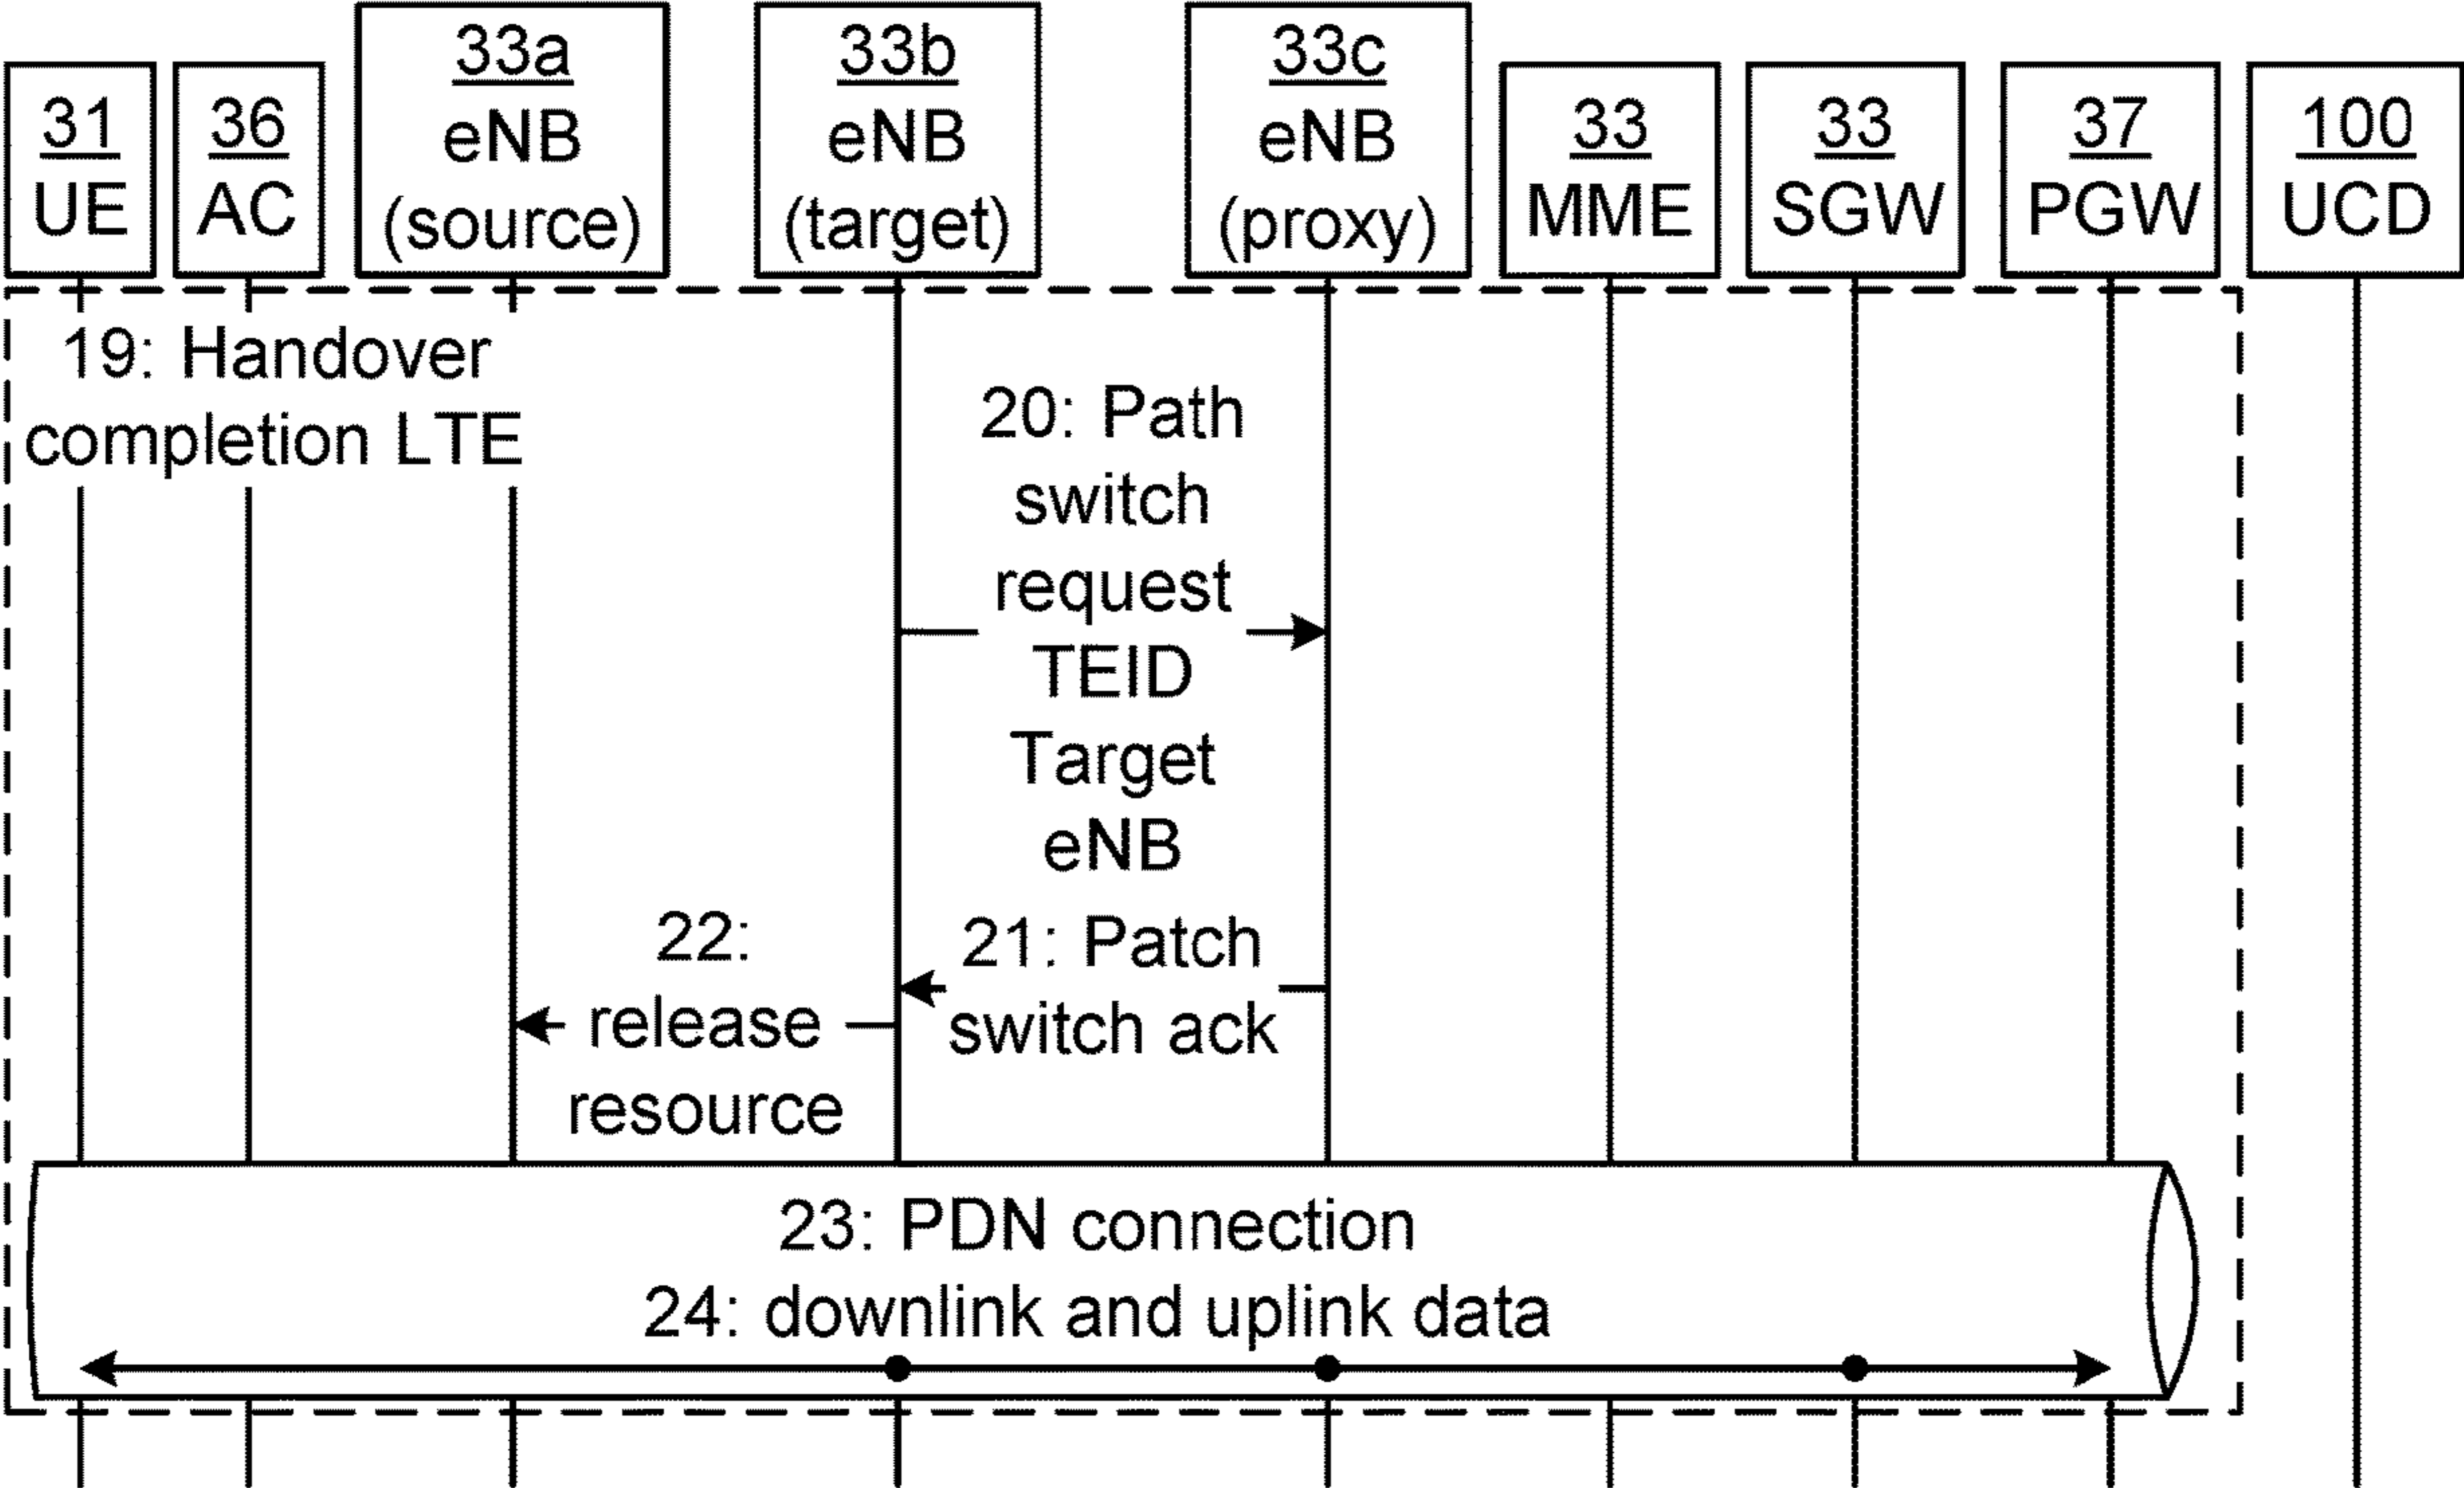 31
UE
36
AC
33a
eNB
(source)
33b
eNB
(target)
33c
eNB
(proxy)
33
MME
33
SGW
37
PGW
100
UCD
19: Handover
completion LTE
20: Path
switch
request
TEID
Target
eNB
21: Patch
switch ack
22:
release
resource
23: PDN connection
24: downlink and uplink data